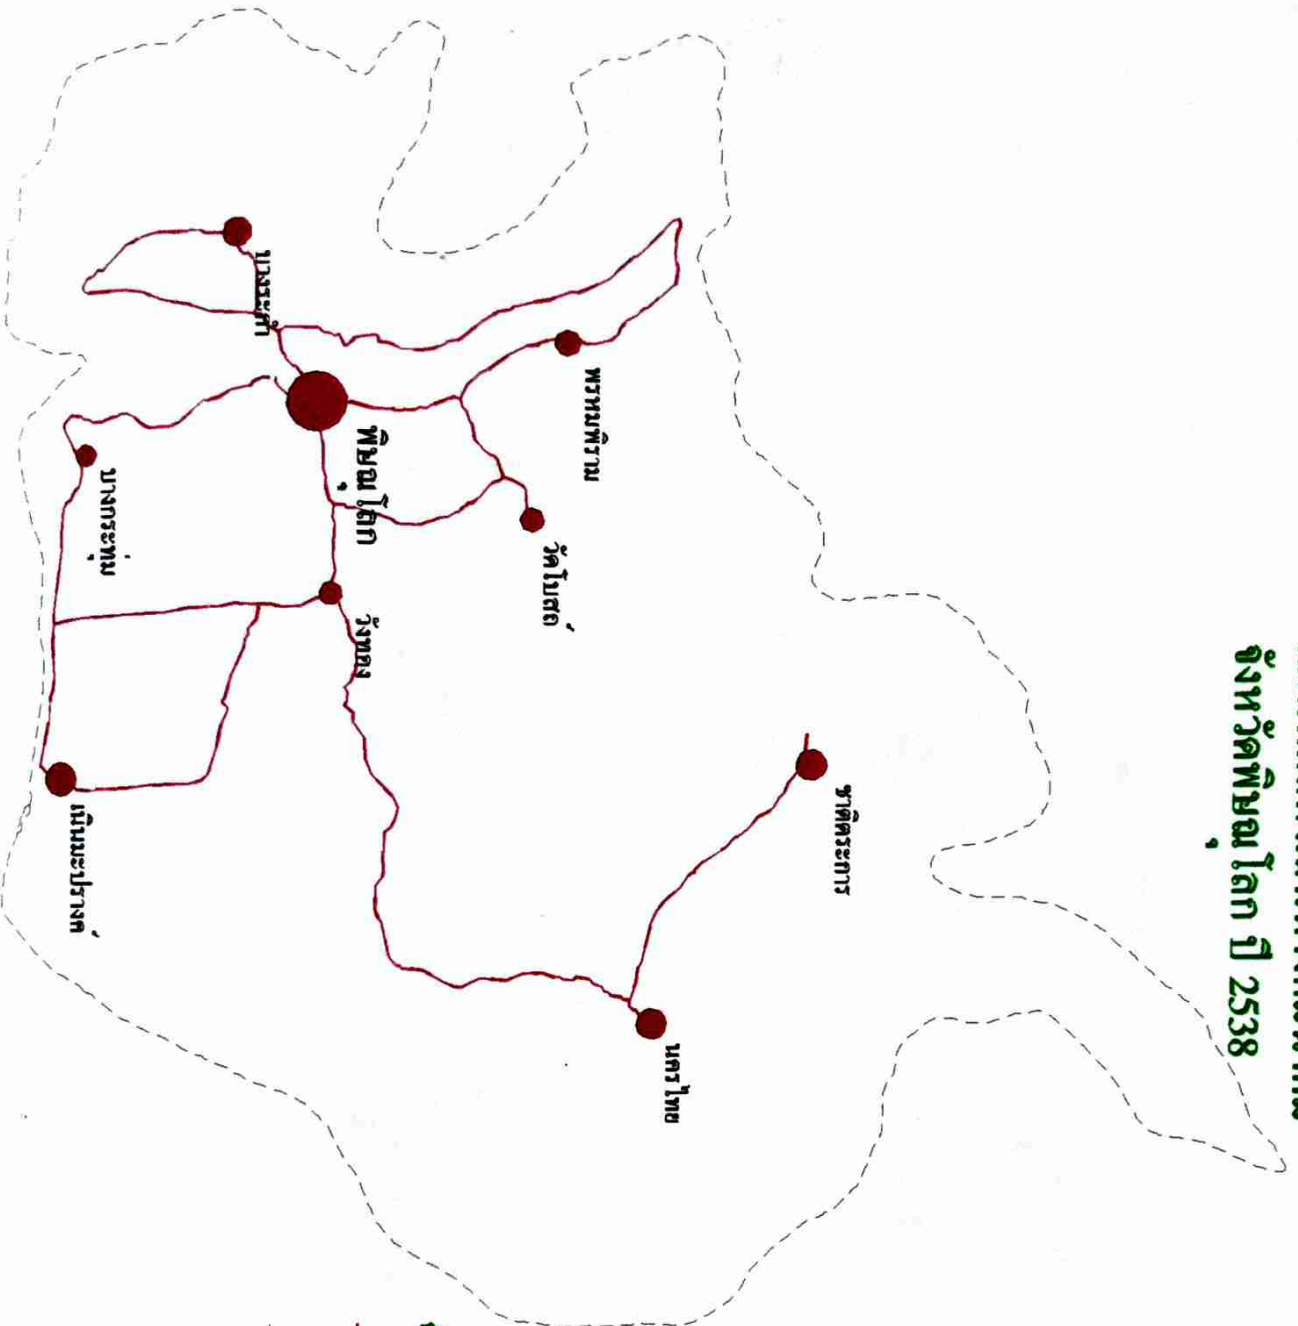 จังหวัดพิษณุโลก ปี 2538
ชาติตระการ
นครไทย
พรหมพิราม
วัดโบสถ์
พิษณุโลก
วังทอง
บางระกำ
บางกระทุ่ม
เนินมะปรางค์